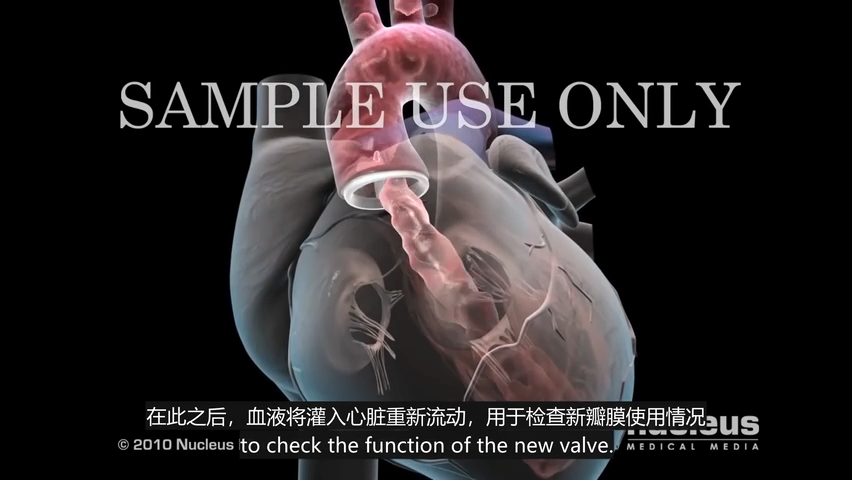 SAMPLE USE ONLY
在此之后，血液将灌入心脏重新流动，用于检查新瓣膜使用情况
© 2010 Nucleus
to check the function of the new valve.
nucleus
MEDICAL MEDIA